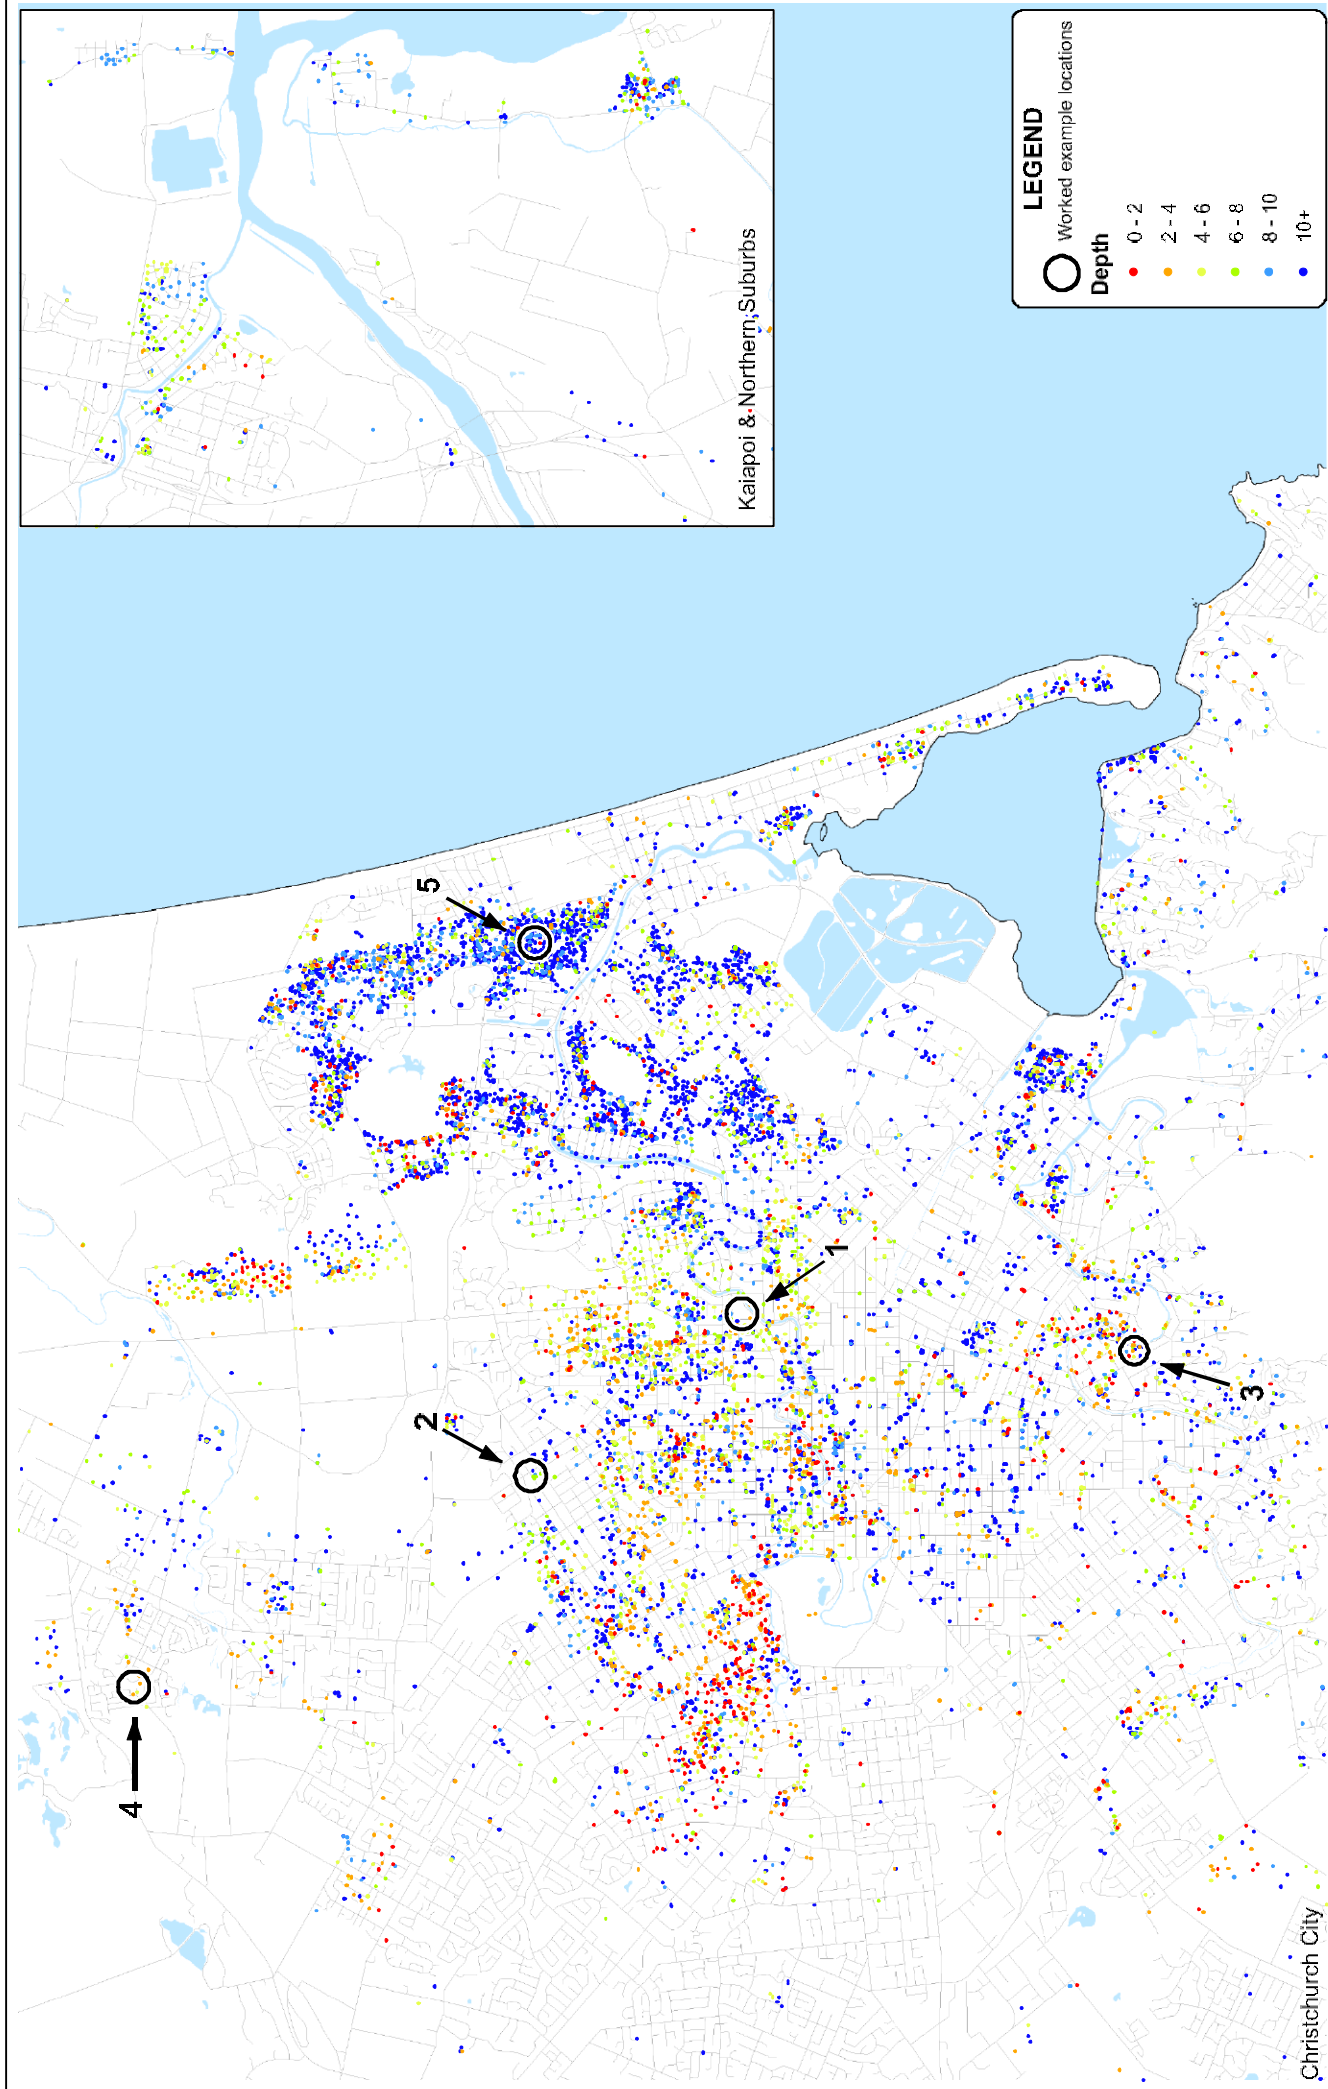 Kaiapoi & Northern Suburbs
LEGEND
Worked example locations
Depth
0 - 2
2 - 4
4 - 6
6 - 8
8 - 10
10+
5
1
2
3
4
Christchurch City